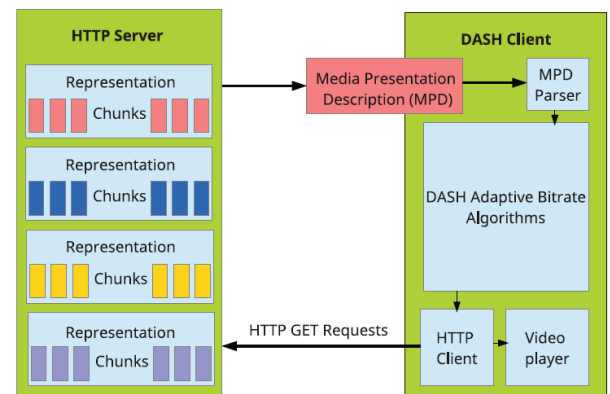 HTTP Server
Representation
Chunks
Representation
Chunks
Representation
Chunks
Representation
Chunks
Media Presentation
Description (MPD)
HTTP GET Requests
DASH Client
MPD
Parser
DASH Adaptive Bitrate
Algorithms
HTTP
Client
Video
player